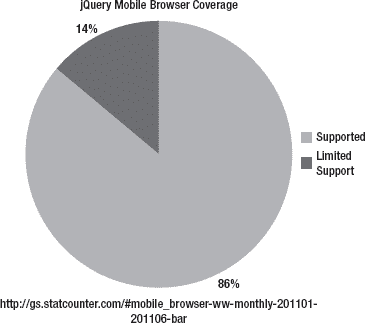 jQuery Mobile Browser Coverage
14%
Supported
Limited
Support
86%
http://gs.statcounter.com/#mobile_browser-ww-monthly-201101-
201106-bar